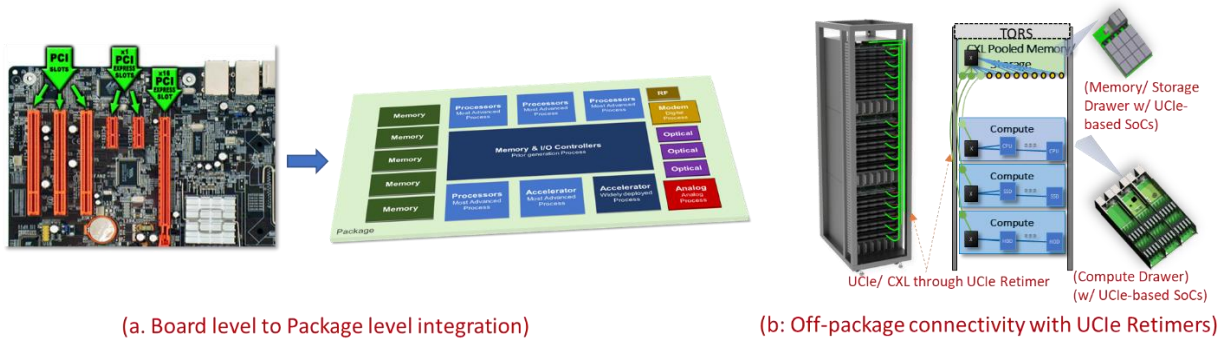 PCI
SLOTS
x1
PCI
EXPRESS
SLOTS
x16
PCI
EXPRESS
SLOT
Memory
Memory
Memory
Memory
Memory
Processors
Most Advanced
Process
Processors
Most Advanced
Process
Processors
Most Advanced
Process
RF
Modem
Digital
Process
Memory & I/O Controllers
Prior generation Process
Optical
Optical
Optical
Processors
Most Advanced
Process
Accelerator
Most Advanced
Process
Accelerator
Widely deployed
Process
Analog
Analog
Process
Package
(a. Board level to Package level integration)
TORS
CXL Pooled Memory/
Storage
X
(Memory/ Storage
Drawer w/ UCIe-
based SoCs)
Compute
X
CPU
CPU
Compute
X
SSD
SSD
Compute
X
UCIe/ CXL through UCIe Retimer
(Compute Drawer)
(w/ UCIe-based SoCs)
(b: Off-package connectivity with UCIe Retimers)